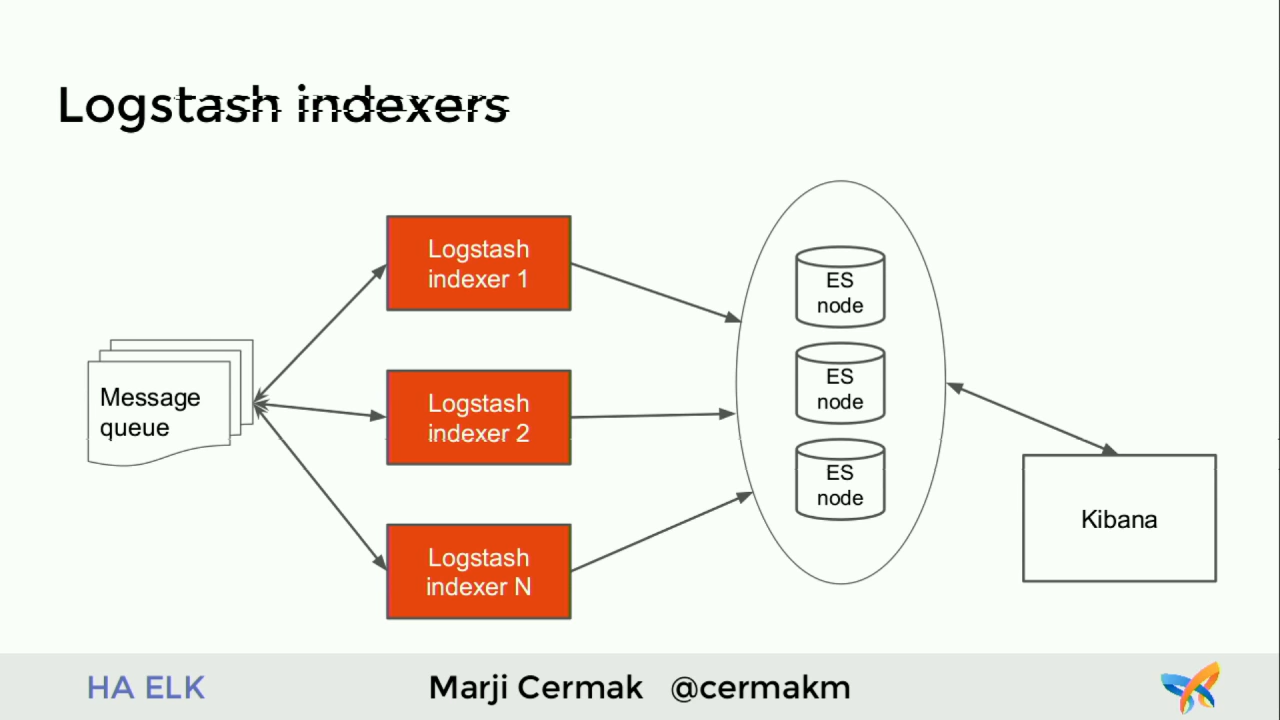 Logstash indexers
Logstash
indexer 1
ES
node
Message
queue
Logstash
indexer 2
ES
node
ES
node
Kibana
Logstash
indexer N
HA ELK
Marji Cermak @cermakm